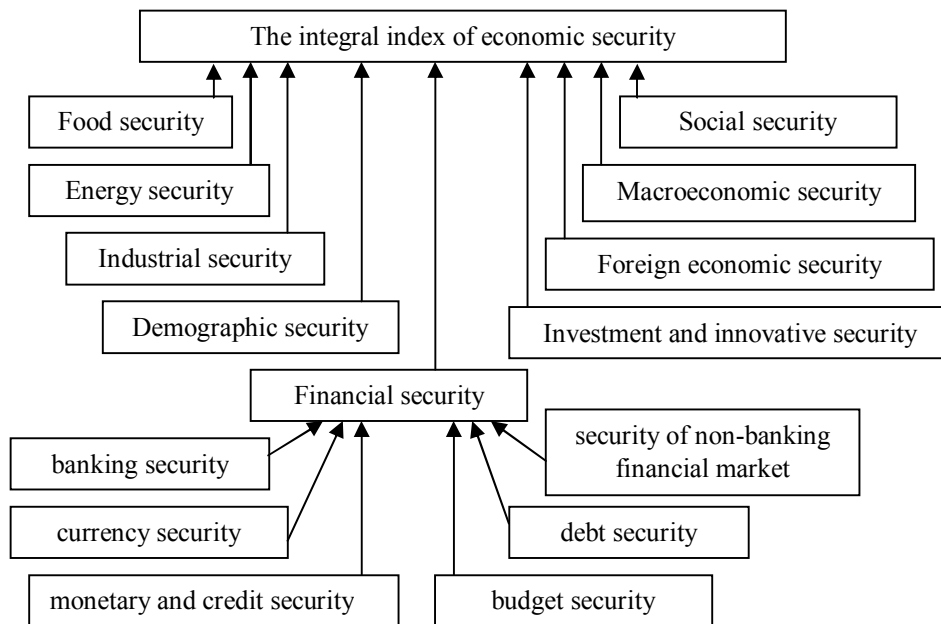 The integral index of economic security
Food security
Social security
Energy security
Macroeconomic security
Industrial security
Foreign economic security
Demographic security
Investment and innovative security
Financial security
banking security
security of non-banking
financial market
currency security
debt security
monetary and credit security
budget security